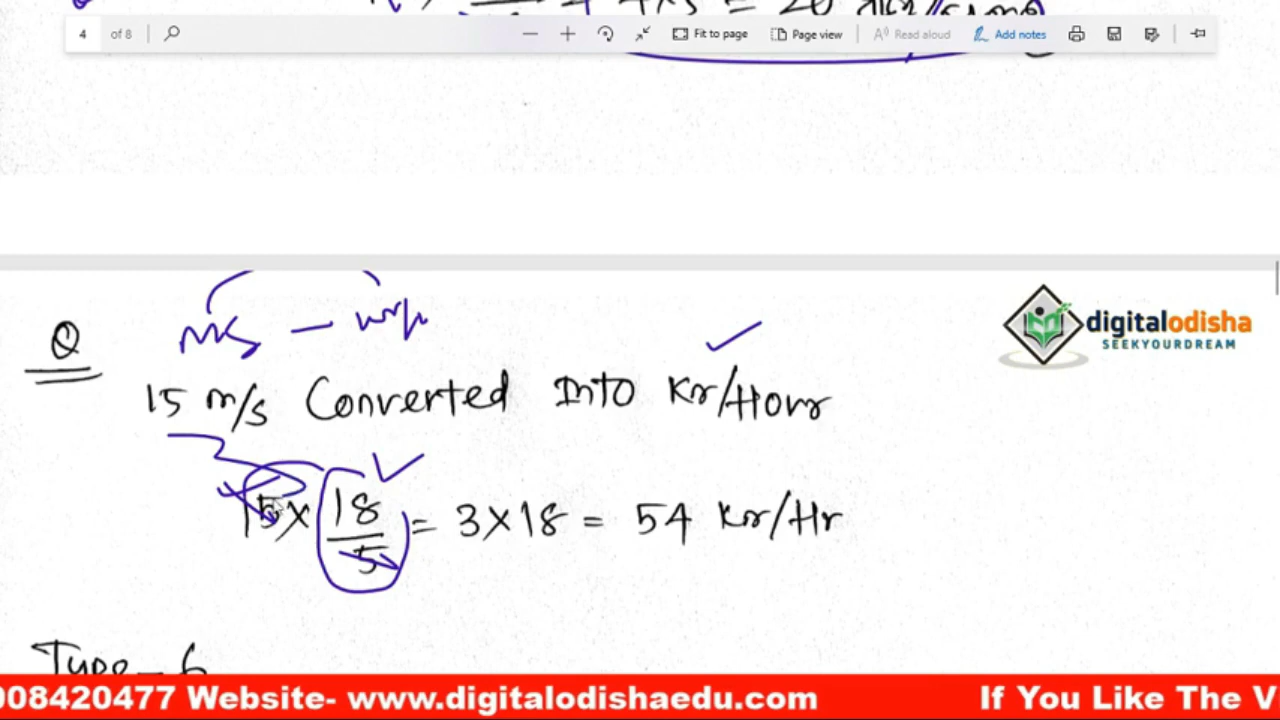 = 20
4 of 8 Fit to page Page view Read aloud Add notes
digitalodisha
SEEKYOURDREAM
Q
15 m/s Converted Into Km/Hour
15 × 18/5 = 3 × 18 = 54 Km/Hr
Type - 6
008420477 Website- www.digitalodishaedu.com If You Like The V